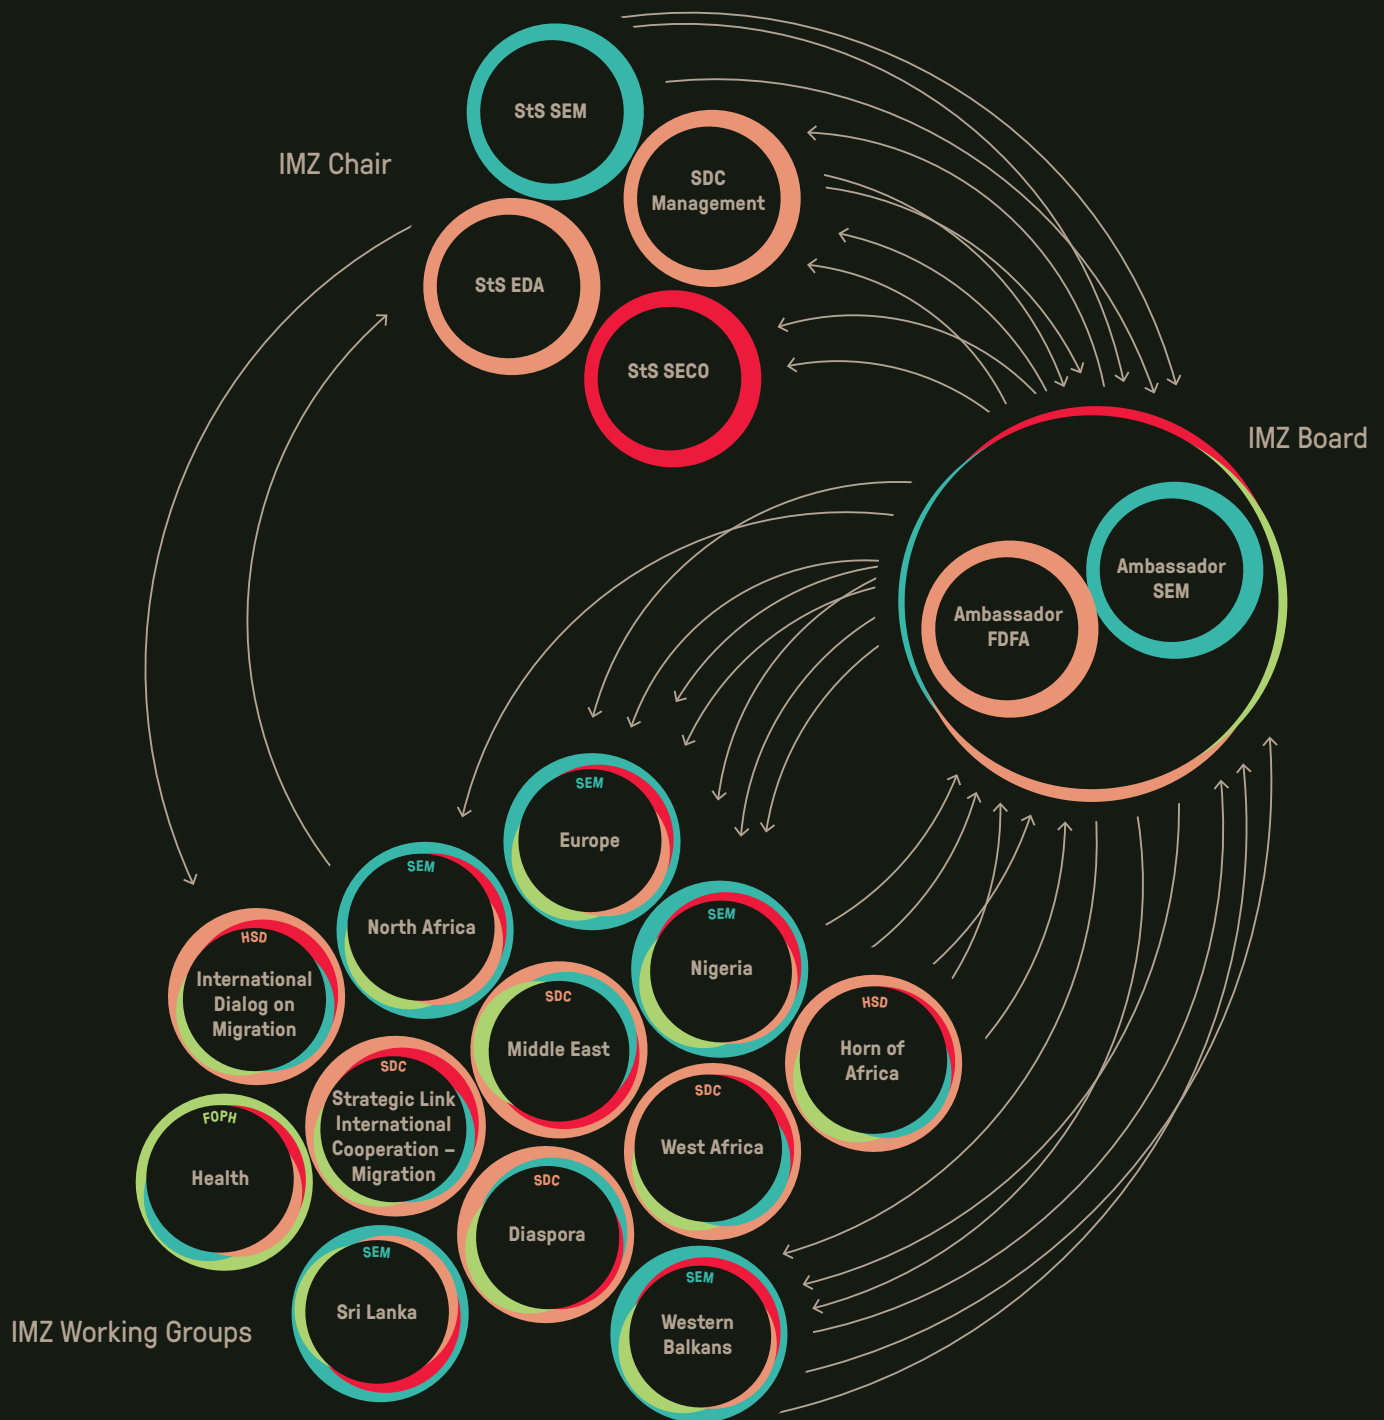 StS SEM
IMZ Chair
SDC
Management
StS EDA
StS SECO
IMZ Board
Ambassador
SEM
Ambassador
FDFA
SEM
Europe
SEM
North Africa
SEM
Nigeria
HSD
International
Dialog on
Migration
SDC
Middle East
HSD
Horn of
Africa
SDC
Strategic Link
International
Cooperation –
Migration
SDC
West Africa
FOPH
Health
SDC
Diaspora
SEM
Sri Lanka
SEM
Western
Balkans
IMZ Working Groups